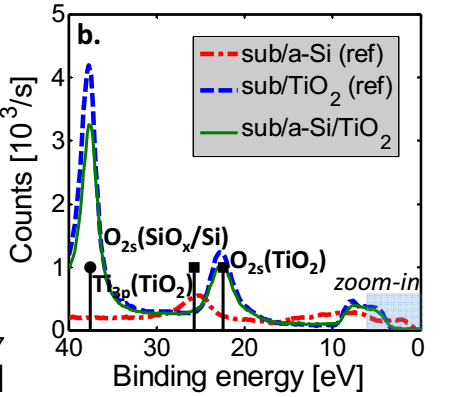 b.
sub/a-Si (ref)
sub/TiO2 (ref)
sub/a-Si/TiO2
O2s(SiOx/Si)
O2s(TiO2)
Ti3p(TiO2)
zoom-in
Counts [10^3/s]
5
4
3
2
1
0
40 30 20 10 0
Binding energy [eV]
]